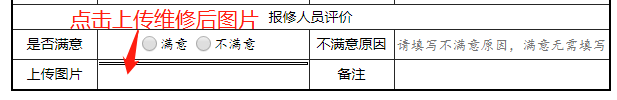 点击上传维修后图片
报修人员评价
是否满意 满意 不满意 不满意原因 请填写不满意原因，满意无需填写
上传图片 备注